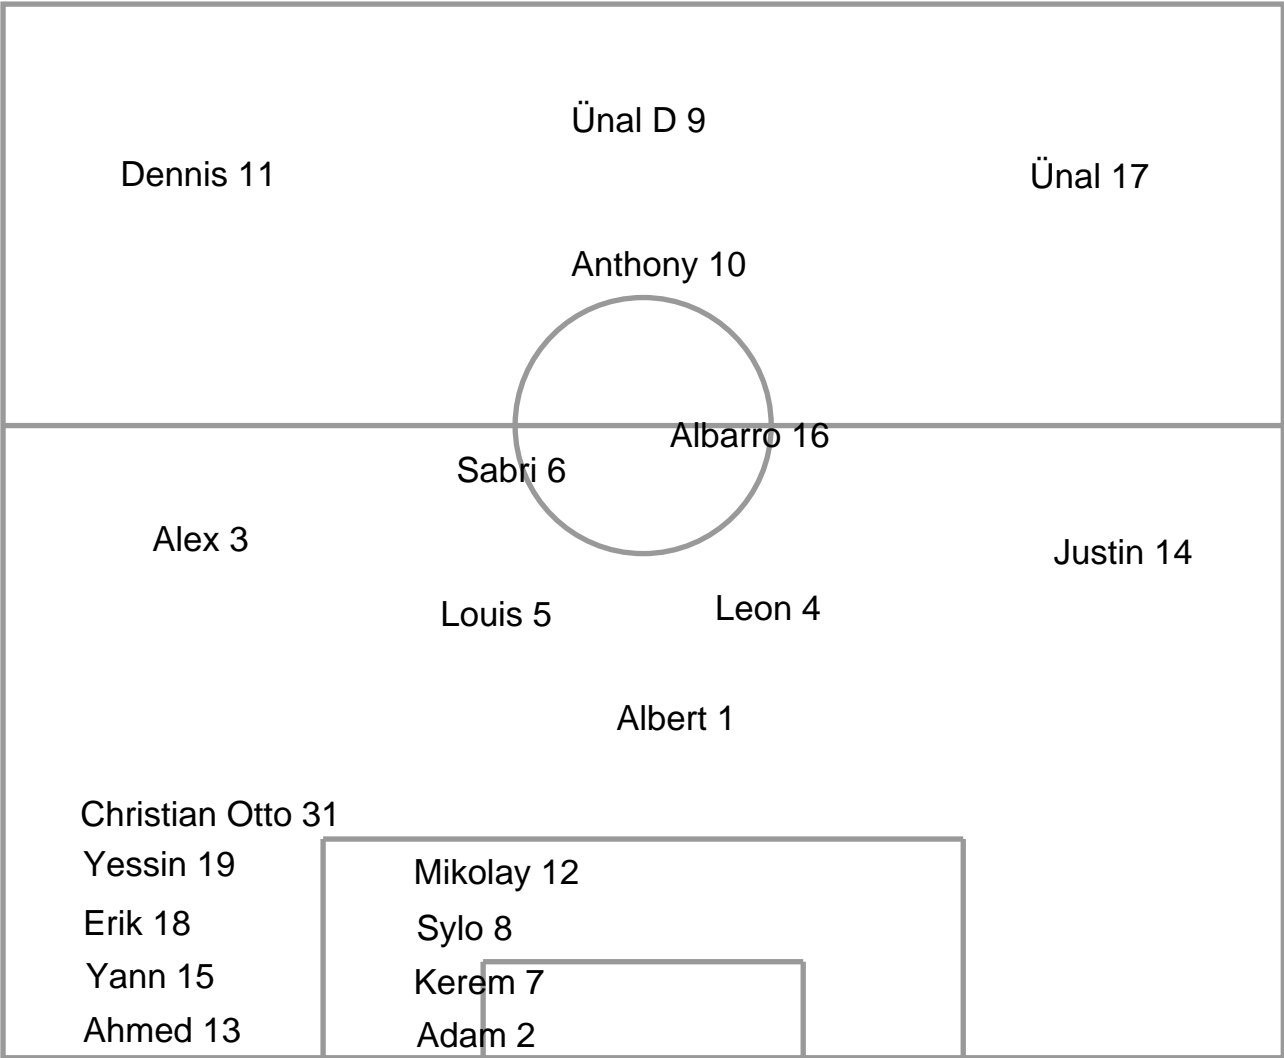 Ünal D 9
Dennis 11
Ünal 17
Anthony 10
Albarro 16
Sabri 6
Alex 3
Justin 14
Louis 5
Leon 4
Albert 1
Christian Otto 31
Yessin 19
Mikolay 12
Erik 18
Sylo 8
Yann 15
Kerem 7
Ahmed 13
Adam 2